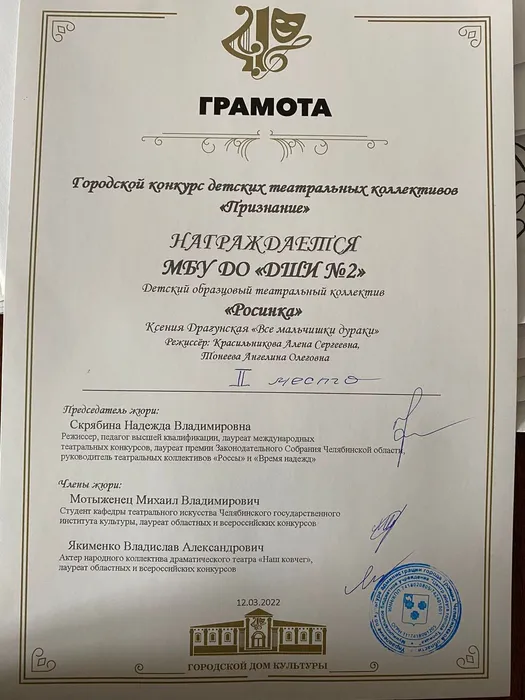 ГРАМОТА
Городской конкурс детских театральных коллективов
«Признание»
НАГРАЖДАЕТСЯ
МБУ ДО «ДШИ №2»
Детский образцовый театральный коллектив
«Росинка»
Ксения Драгунская «Все мальчишки дураки»
Режиссёр: Красильникова Алена Сергеевна,
Тонеева Ангелина Олеговна
II место
Председатель жюри:
Скрябина Надежда Владимировна
Режиссер, педагог высшей квалификации, лауреат международных
театральных конкурсов, лауреат премии Законодательного Собрания Челябинской области,
руководитель театральных коллективов «Россы» и «Время надежд»
Члены жюри:
Мотыженец Михаил Владимирович
Студент кафедры театрального искусства Челябинского государственного
института культуры, лауреат областных и всероссийских конкурсов
Якименко Владислав Александрович
Актер народного коллектива драматического театра «Наш ковчег»,
лауреат областных и всероссийских конкурсов
12.03.2022
ГОРОДСКОЙ ДОМ КУЛЬТУРЫ